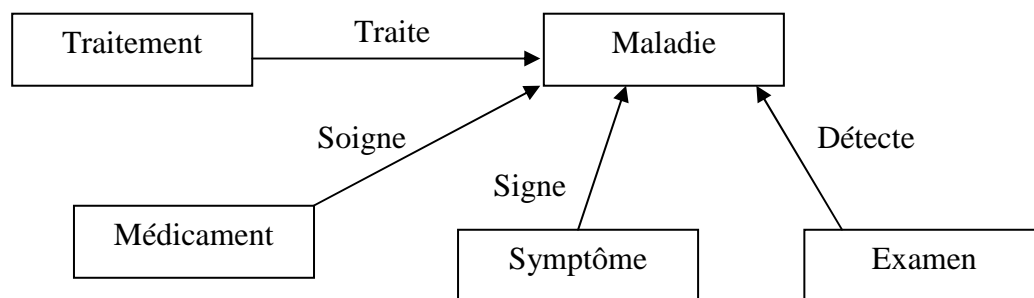 Traitement
Traite
Maladie
Soigne
Détecte
Signe
Médicament
Symptôme
Examen